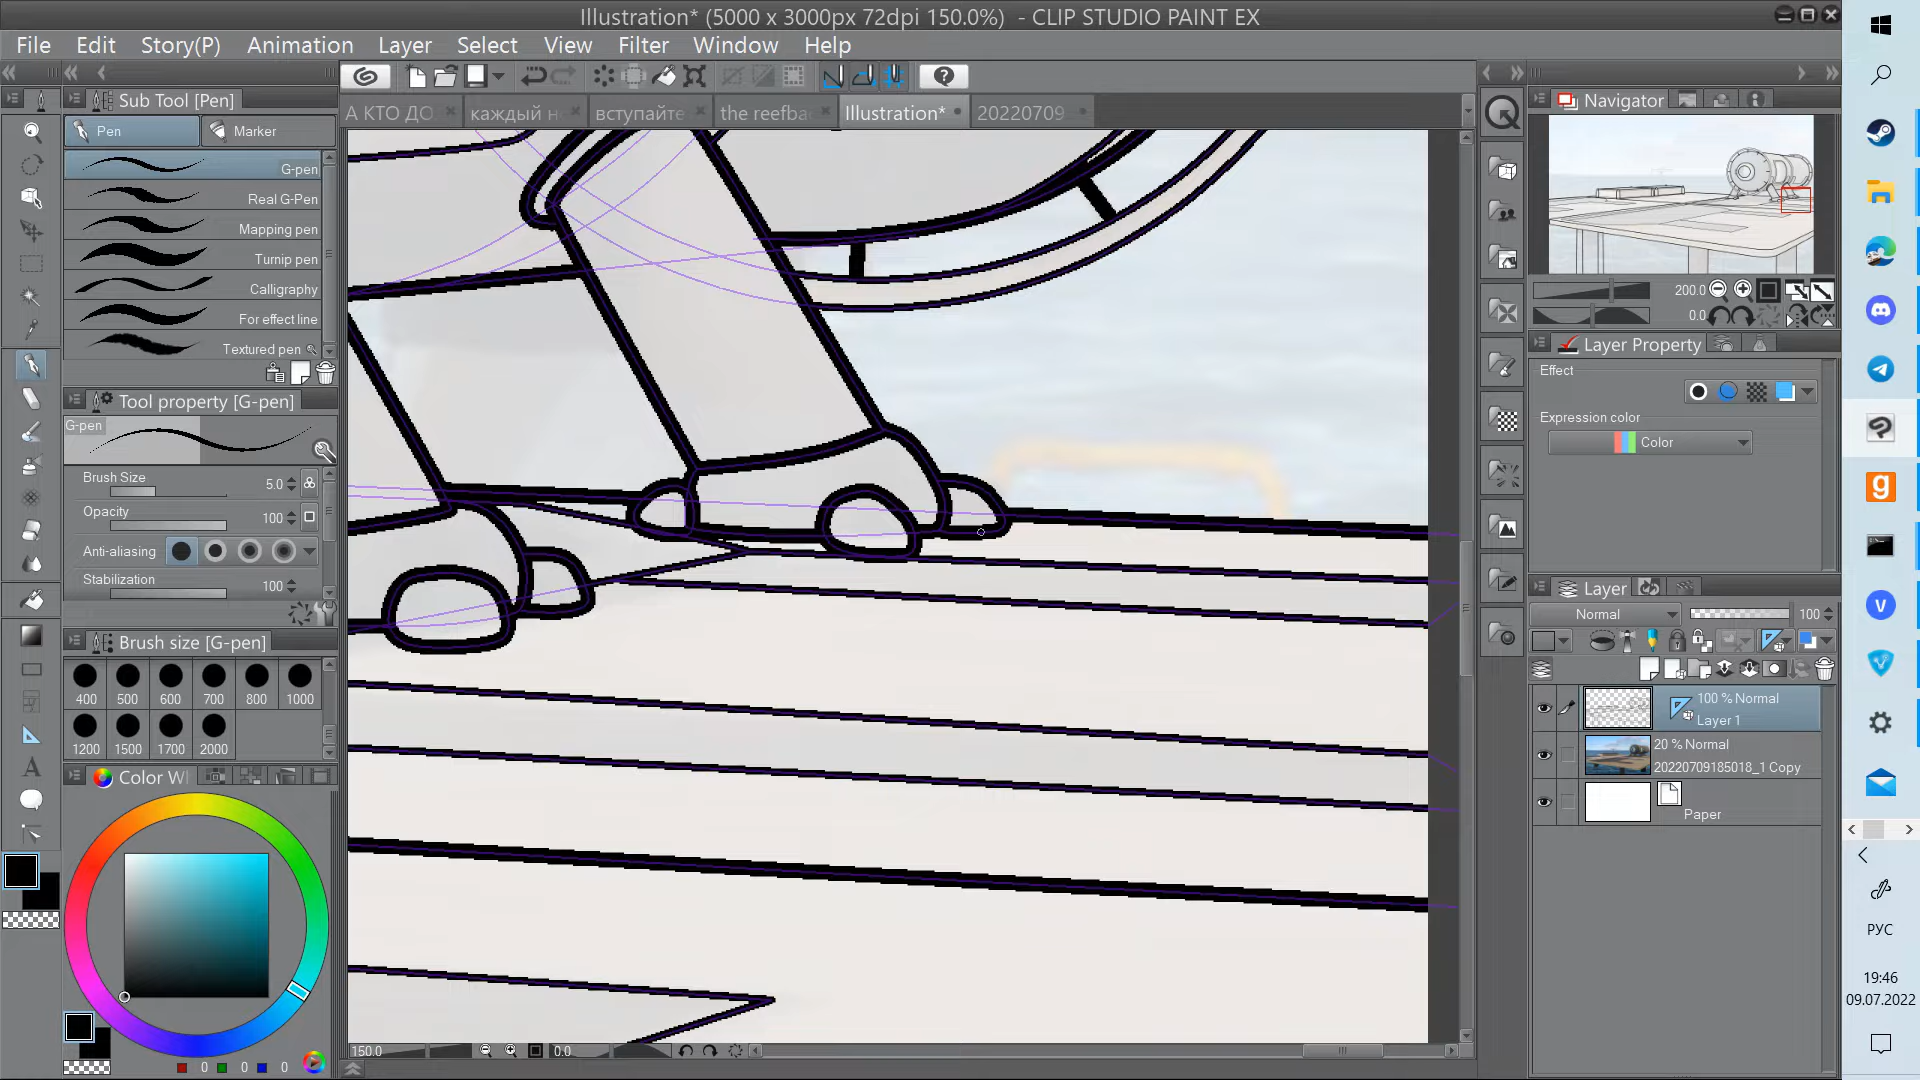 Illustration* (5000 x 3000px 72dpi 150.0%) - CLIP STUDIO PAINT EX
File Edit Story(P) Animation Layer Select View Filter Window Help
Sub Tool [Pen]
Pen
Marker
G-pen
Real G-Pen
Mapping pen
Turnip pen
Calligraphy
For effect line
Textured pen
Tool property [G-pen]
G-pen
Brush Size 5.0
Opacity 100
Anti-aliasing
Stabilization 100
Brush size [G-pen]
400 500 600 700 800 1000
1200 1500 1700 2000
Color W
0 0 0
А КТО ДО каждый н вступайте the reefba Illustration* 20220709
150.0 0.0
Navigator
200.0
0.0
Layer Property
Effect
Expression color
Color
Layer
Normal 100
100 % Normal
Layer 1
20 % Normal
20220709185018_1 Copy
Paper
A
g
V
РУС
19:46
09.07.2022